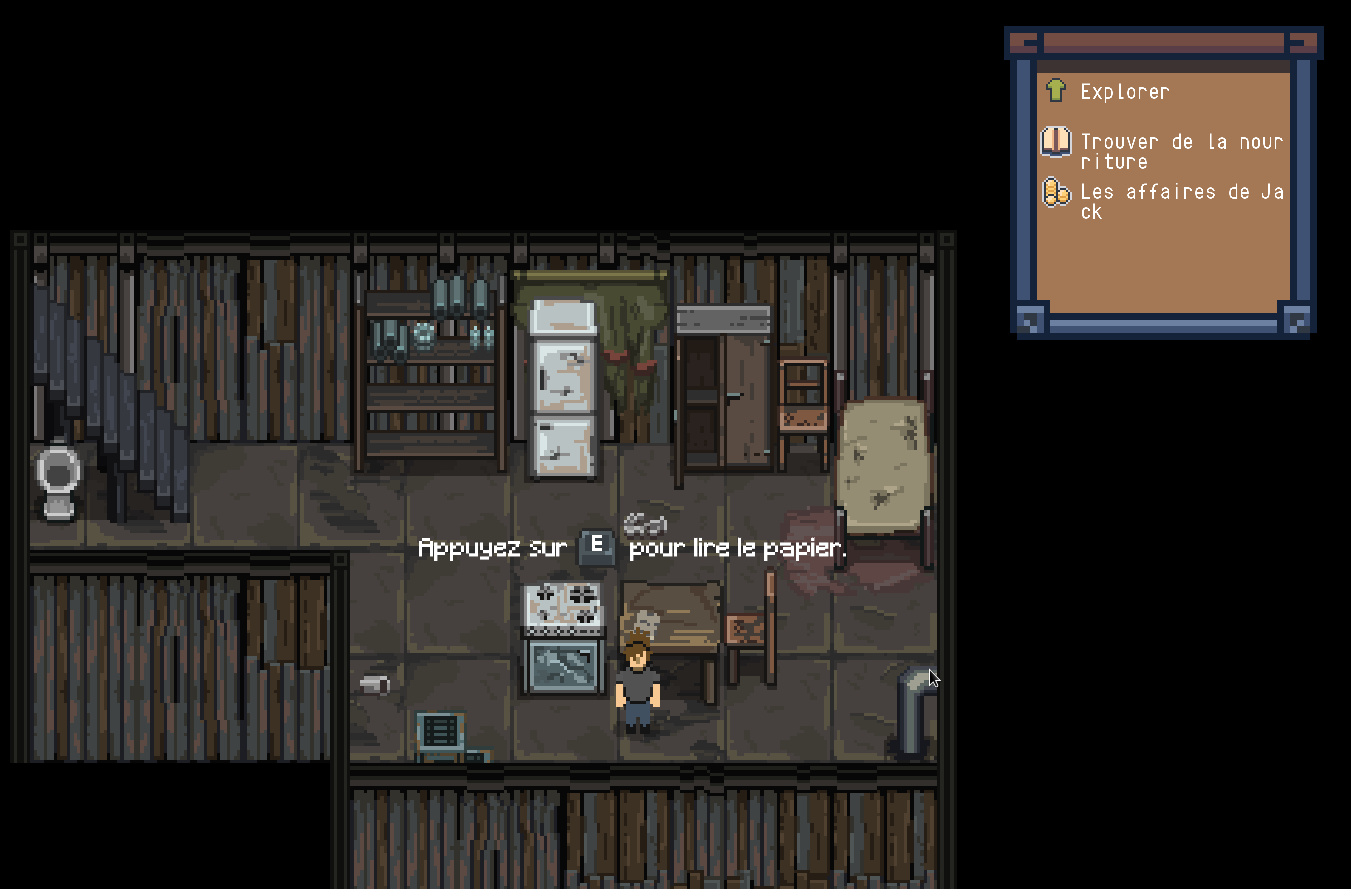 Explorer
Trouver de la nour
riture
Les affaires de Ja
ck
Appuyez sur E pour lire le papier.